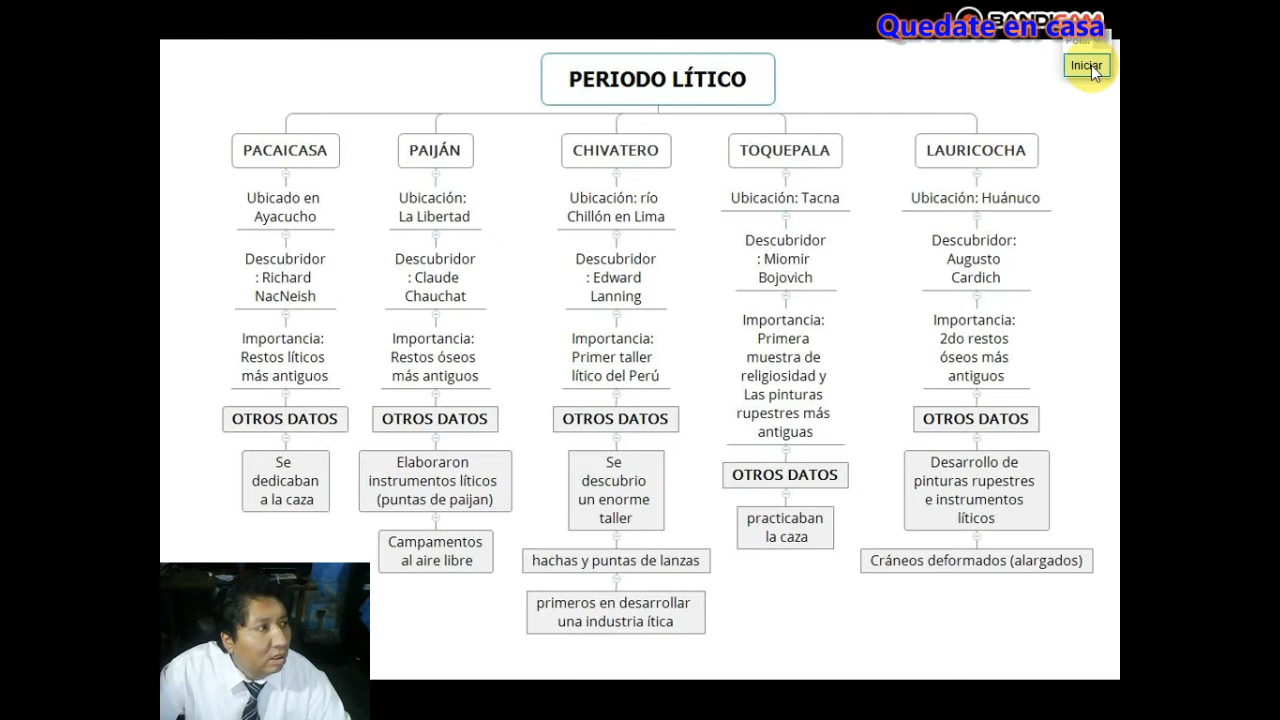 BANDICAM
Quedate en casa
Iniciar
PERIODO LÍTICO
PACAICASA
Ubicado en
Ayacucho
Descubridor
: Richard
NacNeish
Importancia:
Restos líticos
más antiguos
OTROS DATOS
Se
dedicaban
a la caza
PAIJÁN
Ubicación:
La Libertad
Descubridor
: Claude
Chauchat
Importancia:
Restos óseos
más antiguos
OTROS DATOS
Elaboraron
instrumentos líticos
(puntas de paijan)
Campamentos
al aire libre
CHIVATERO
Ubicación: río
Chillón en Lima
Descubridor
: Edward
Lanning
Importancia:
Primer taller
lítico del Perú
OTROS DATOS
Se
descubrio
un enorme
taller
hachas y puntas de lanzas
primeros en desarrollar
una industria ítica
TOQUEPALA
Ubicación: Tacna
Descubridor
: Miomir
Bojovich
Importancia:
Primera
muestra de
religiosidad y
Las pinturas
rupestres más
antiguas
OTROS DATOS
practicaban
la caza
LAURICOCHA
Ubicación: Huánuco
Descubridor:
Augusto
Cardich
Importancia:
2do restos
óseos más
antiguos
OTROS DATOS
Desarrollo de
pinturas rupestres
e instrumentos
líticos
Cráneos deformados (alargados)